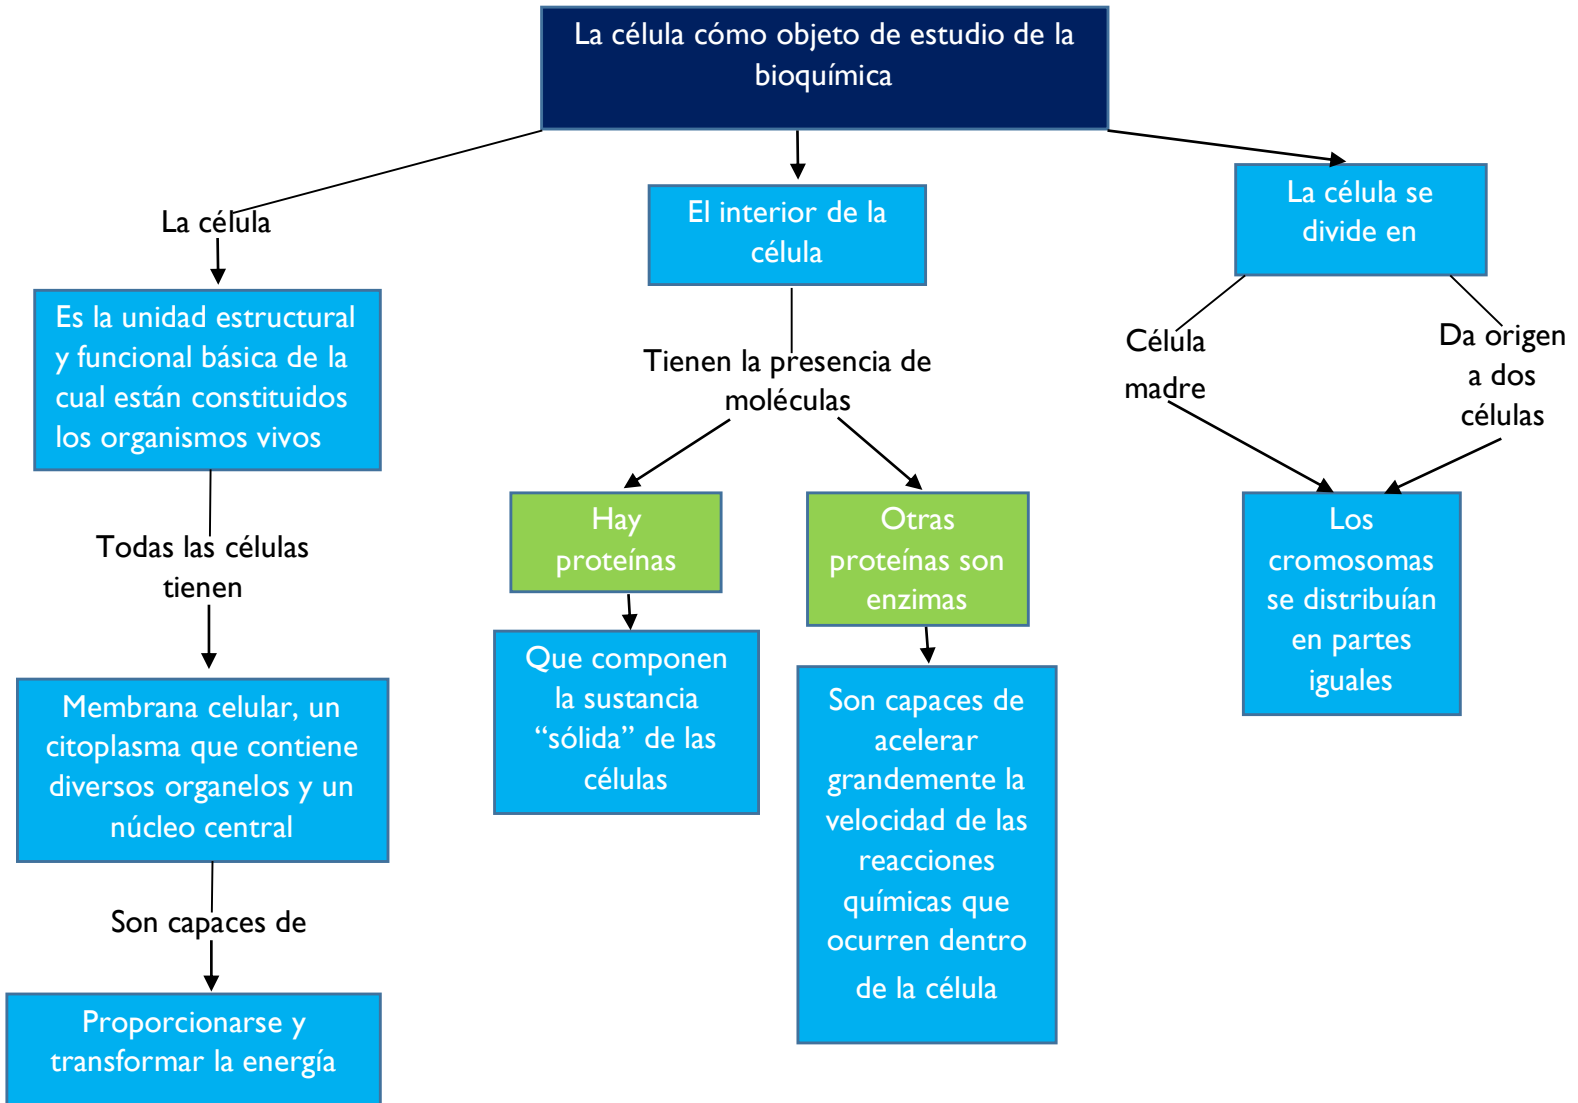 La célula cómo objeto de estudio de la
bioquímica
La célula
Es la unidad estructural
y funcional básica de la
cual están constituidos
los organismos vivos
Todas las células
tienen
Membrana celular, un
citoplasma que contiene
diversos organelos y un
núcleo central
Son capaces de
Proporcionarse y
transformar la energía
El interior de la
célula
Tienen la presencia de
moléculas
Hay
proteínas
Que componen
la sustancia
“sólida” de las
células
Otras
proteínas son
enzimas
Son capaces de
acelerar
grandemente la
velocidad de las
reacciones
químicas que
ocurren dentro
de la célula
La célula se
divide en
Célula
madre
Da origen
a dos
células
Los
cromosomas
se distribuían
en partes
iguales